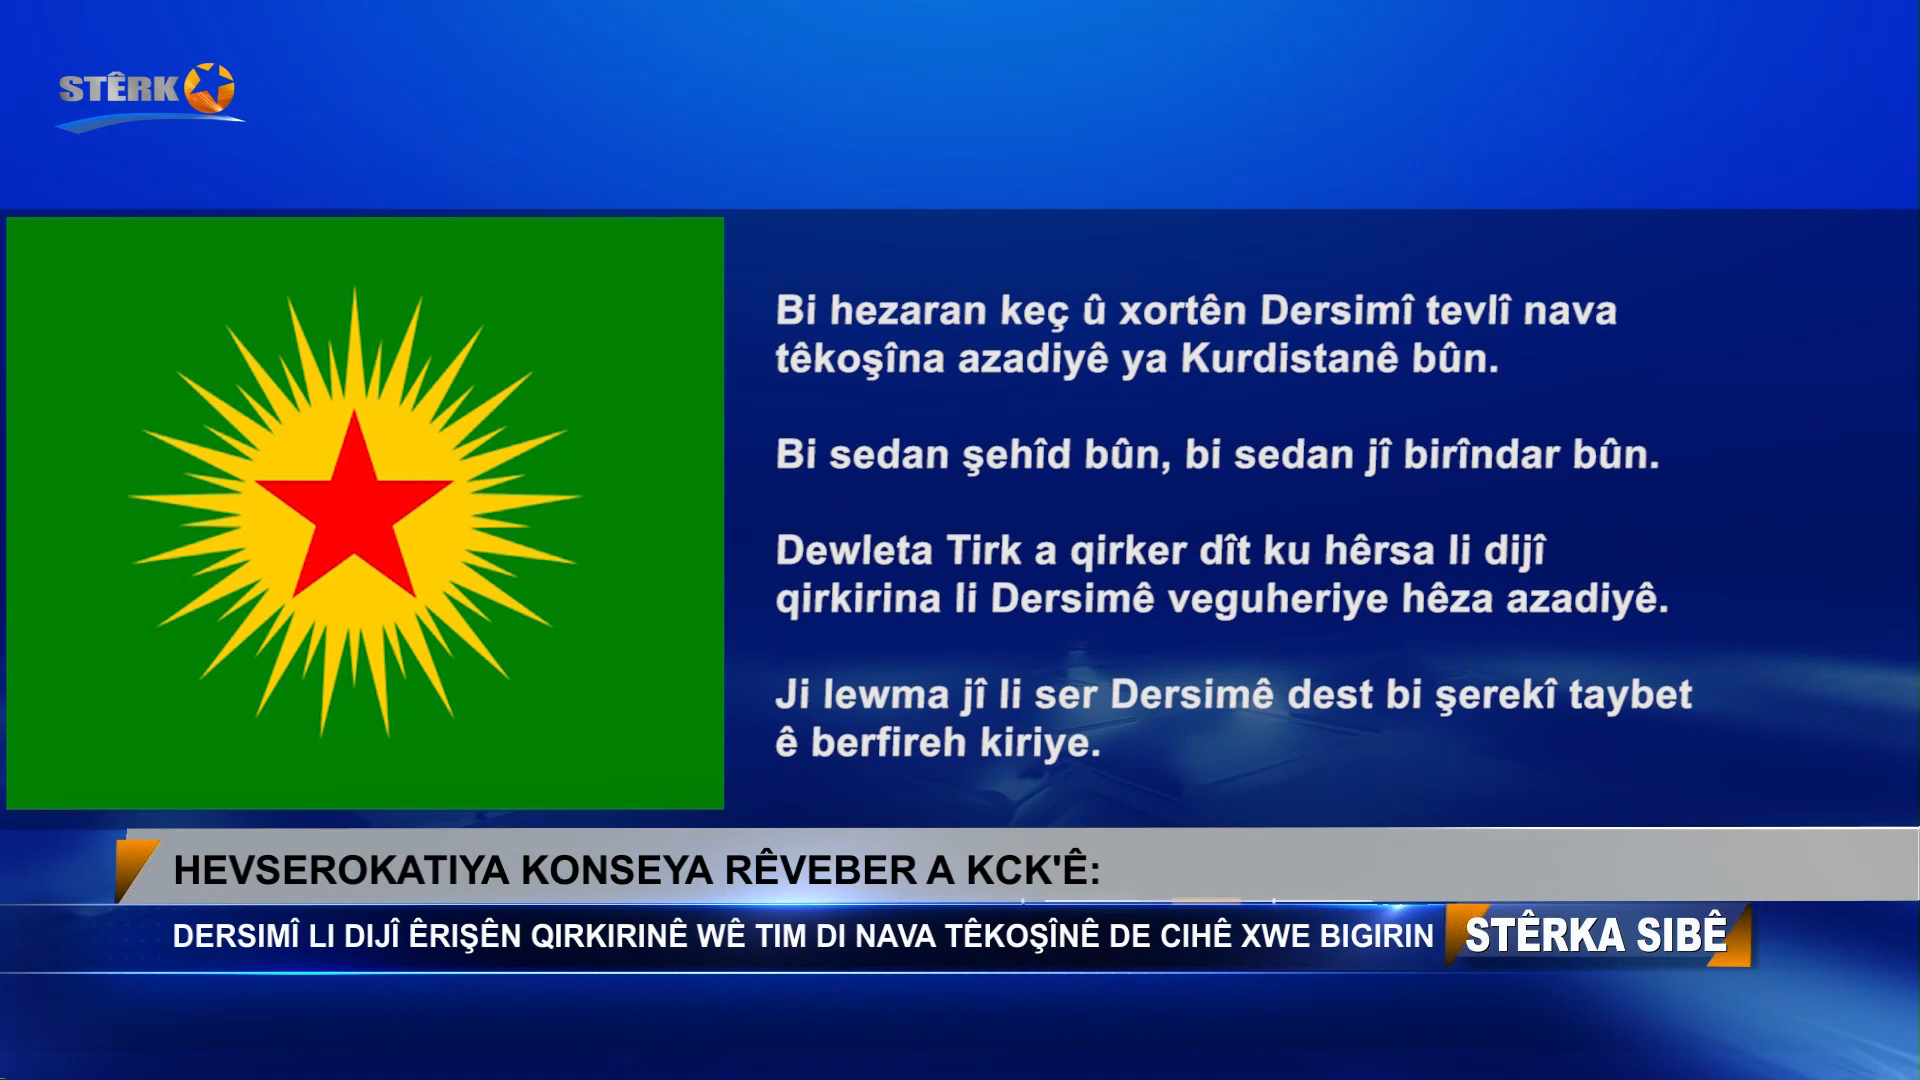 STÊRK
Bi hezaran keç û xortên Dersimî tevlî nava
têkoşîna azadiyê ya Kurdistanê bûn.
Bi sedan şehîd bûn, bi sedan jî birîndar bûn.
Dewleta Tirk a qirker dît ku hêrsa li dijî
qirkirina li Dersimê veguheriye hêza azadiyê.
Ji lewma jî li ser Dersimê dest bi şerekî taybet
ê berfireh kiriye.
HEVSEROKATIYA KONSEYA RÊVEBER A KCK'Ê:
DERSIMÎ LI DIJÎ ÊRIŞÊN QIRKIRINÊ WÊ TIM DI NAVA TÊKOŞÎNÊ DE CIHÊ XWE BIGIRIN
STÊRKA SIBÊ